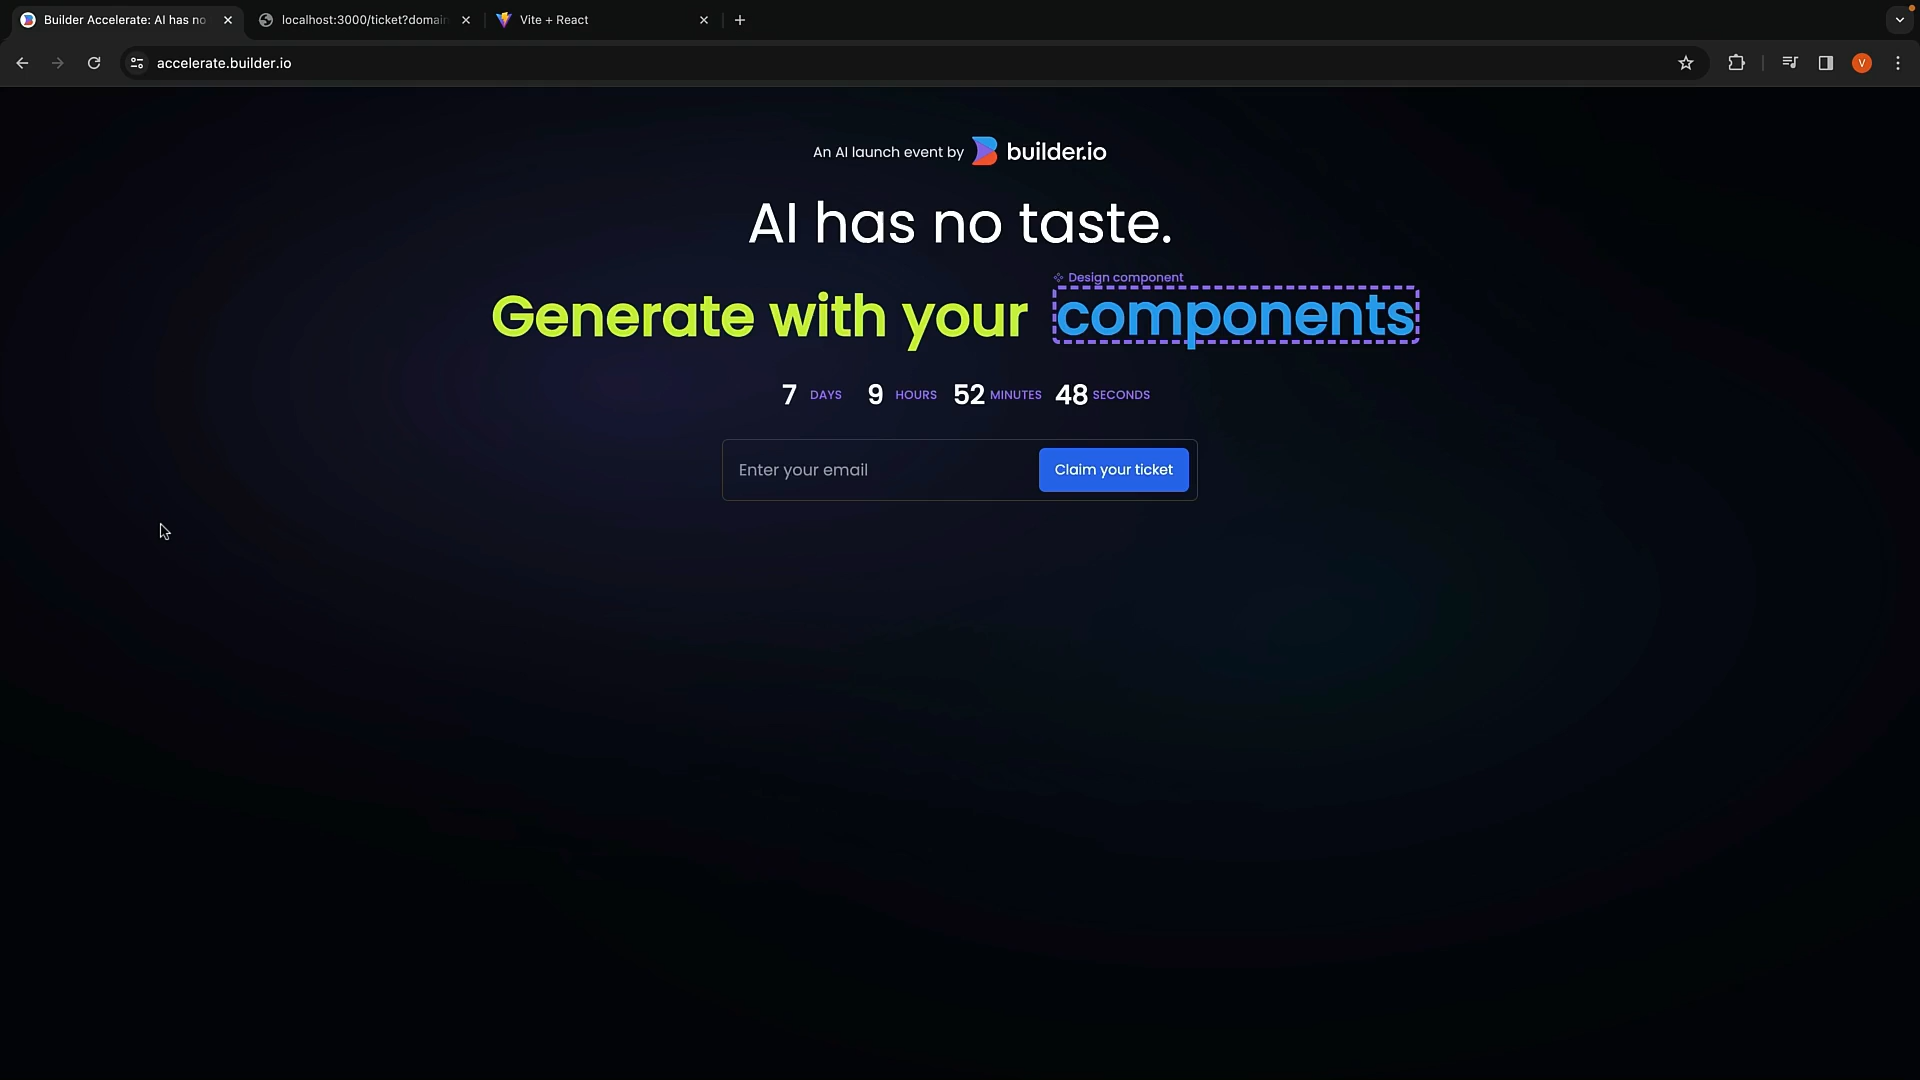 Builder Accelerate: AI has no
localhost:3000/ticket?domain
Vite + React
accelerate.builder.io
V
An AI launch event by builder.io
AI has no taste.
Design component
Generate with your components
7 DAYS 9 HOURS 52 MINUTES 48 SECONDS
Enter your email
Claim your ticket